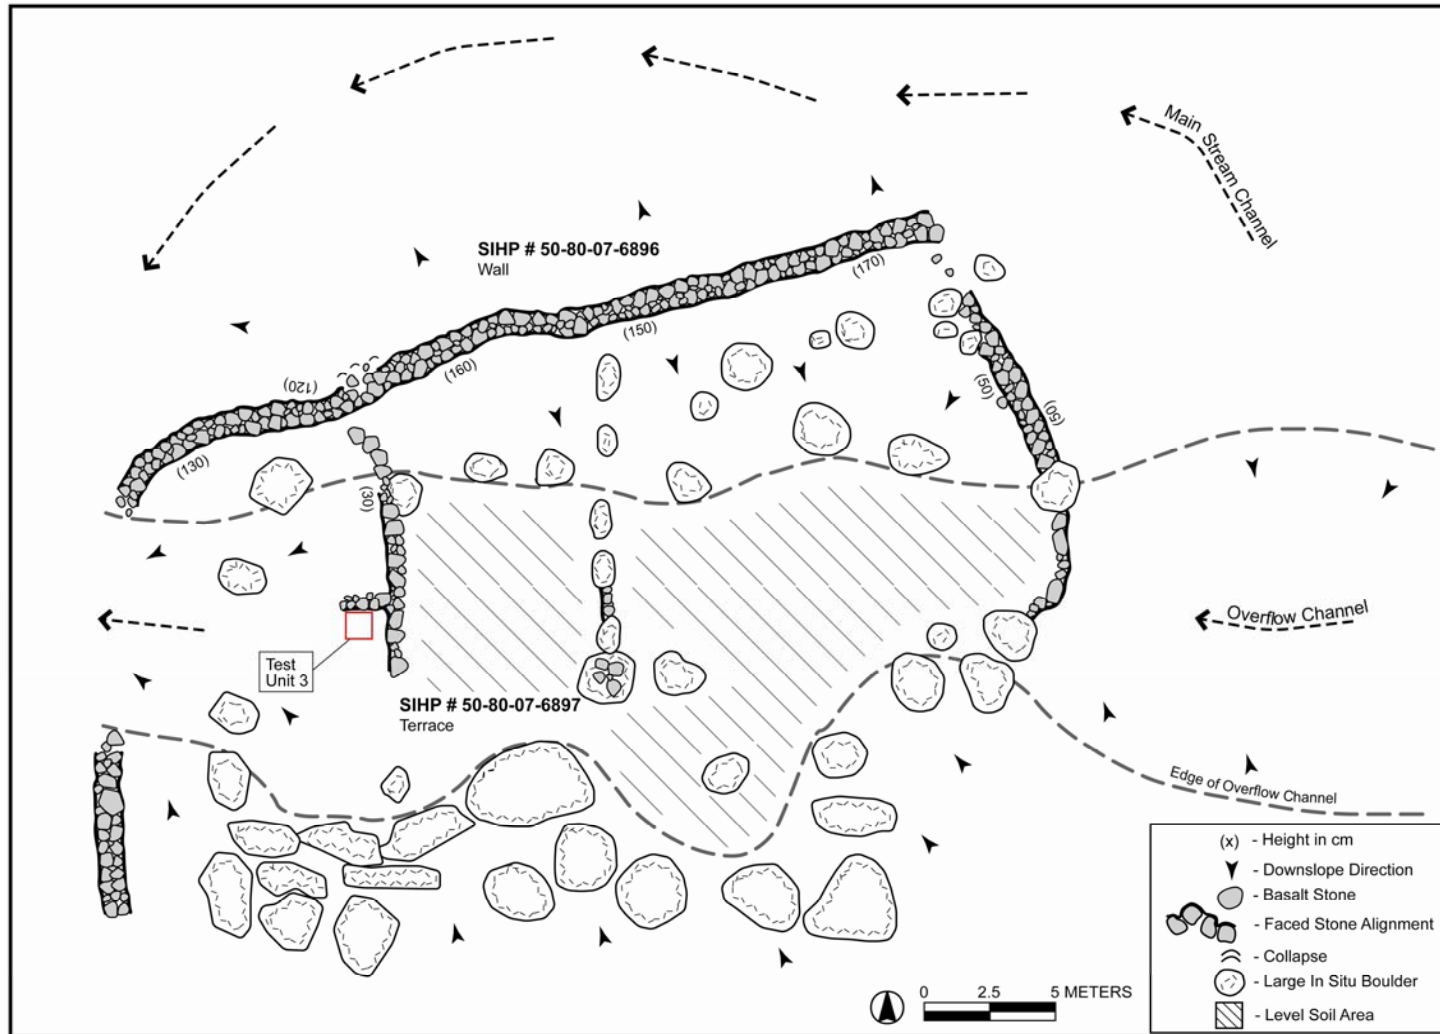 Main Stream Channel
SIHP # 50-80-07-6896
Wall
(170)
(150)
(160)
(120)
(130)
(50)
(50)
(30)
Overflow Channel
Test
Unit 3
SIHP # 50-80-07-6897
Terrace
Edge of Overflow Channel
(x) - Height in cm
- Downslope Direction
- Basalt Stone
- Faced Stone Alignment
- Collapse
- Large In Situ Boulder
- Level Soil Area
0 2.5 5 METERS